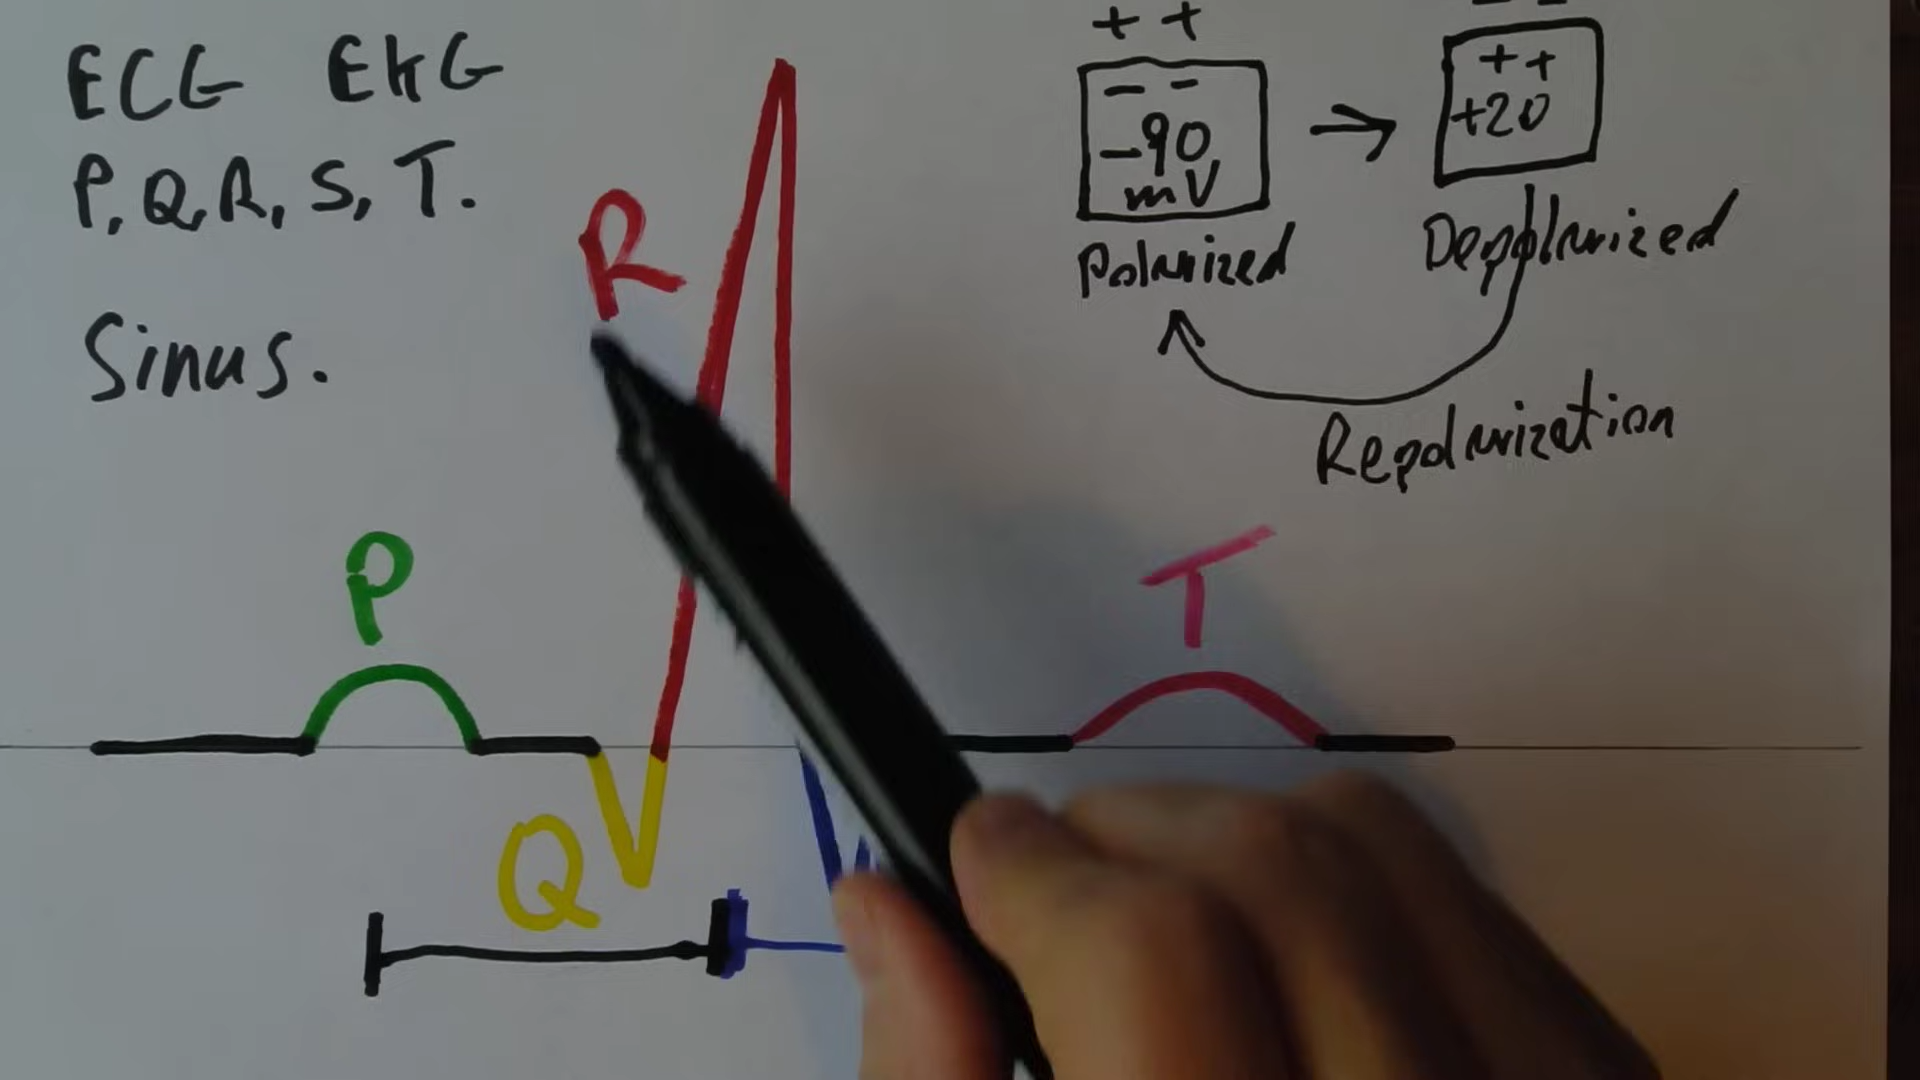 ECG EKG
P, Q, R, S, T.
Sinus.
+ +
- -
-90
mV
Polarized
- -
+ +
+20
Depolarized
Repolarization
R
P
T
Q